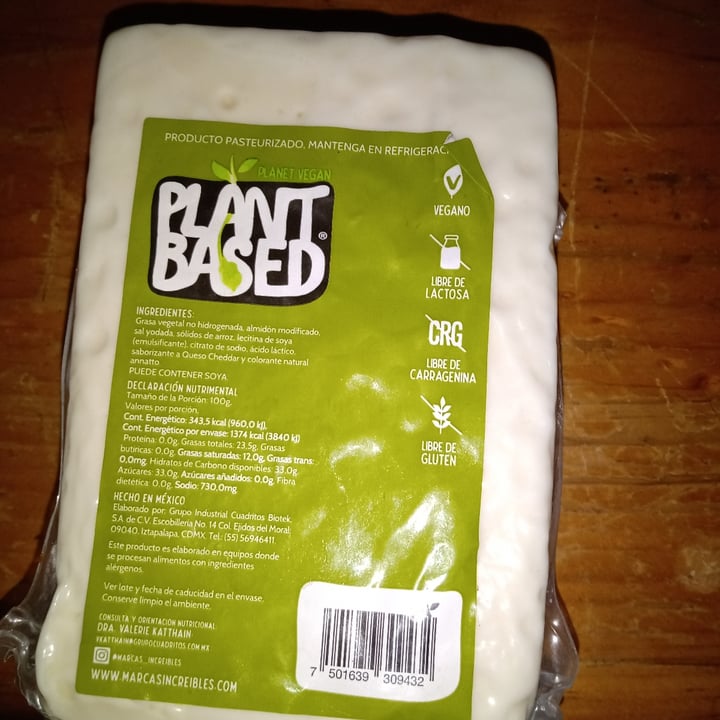 PRODUCTO PASTEURIZADO, MANTENGA EN REFRIGERAC
PLANET VEGAN
PLANT
BASED®
VEGANO
LIBRE DE
LACTOSA
CRG
LIBRE DE
CARRAGENINA
LIBRE DE
GLUTEN
INGREDIENTES:
Grasa vegetal no hidrogenada, almidón modificado,
sal yodada, sólidos de arroz, lecitina de soya
(emulsificante), citrato de sodio, ácido láctico,
saborizante a Queso Cheddar y colorante natural
annatto
PUEDE CONTENER SOYA
DECLARACIÓN NUTRIMENTAL
Tamaño de la Porción: 100g.
Valores por porción,
Cont. Energético: 343,5 kcal (960,0 kJ),
Cont. Energético por envase: 1374 kcal (3840 kJ)
Proteína: 0,0g, Grasas totales: 23,5g, Grasas
butíricas: 0,0g, Grasas saturadas: 12,0g, Grasas trans:
0,0mg, Hidratos de Carbono disponibles: 33,0g,
Azúcares: 33,0g, Azúcares añadidos: 0,0g, Fibra
dietética: 0,0g, Sodio: 730,0mg
HECHO EN MÉXICO
Elaborado por: Grupo Industrial Cuadritos Biotek,
S.A. de C.V. Escobillería No. 14 Col. Ejidos del Moral;
09040, Iztapalapa, CDMX. Tel.: (55) 56946411.
Este producto es elaborado en equipos donde
se procesan alimentos con ingredientes
alérgenos.
Ver lote y fecha de caducidad en el envase.
Conserve limpio el ambiente.
CONSULTA Y ORIENTACIÓN NUTRICIONAL:
DRA. VALERIE KATTHAIN
VKATTHAIN@GRUPOCUADRITOS.COM.MX
#MARCAS_INCREIBLES
WWW.MARCASINCREIBLES.COM
7 501639 309432